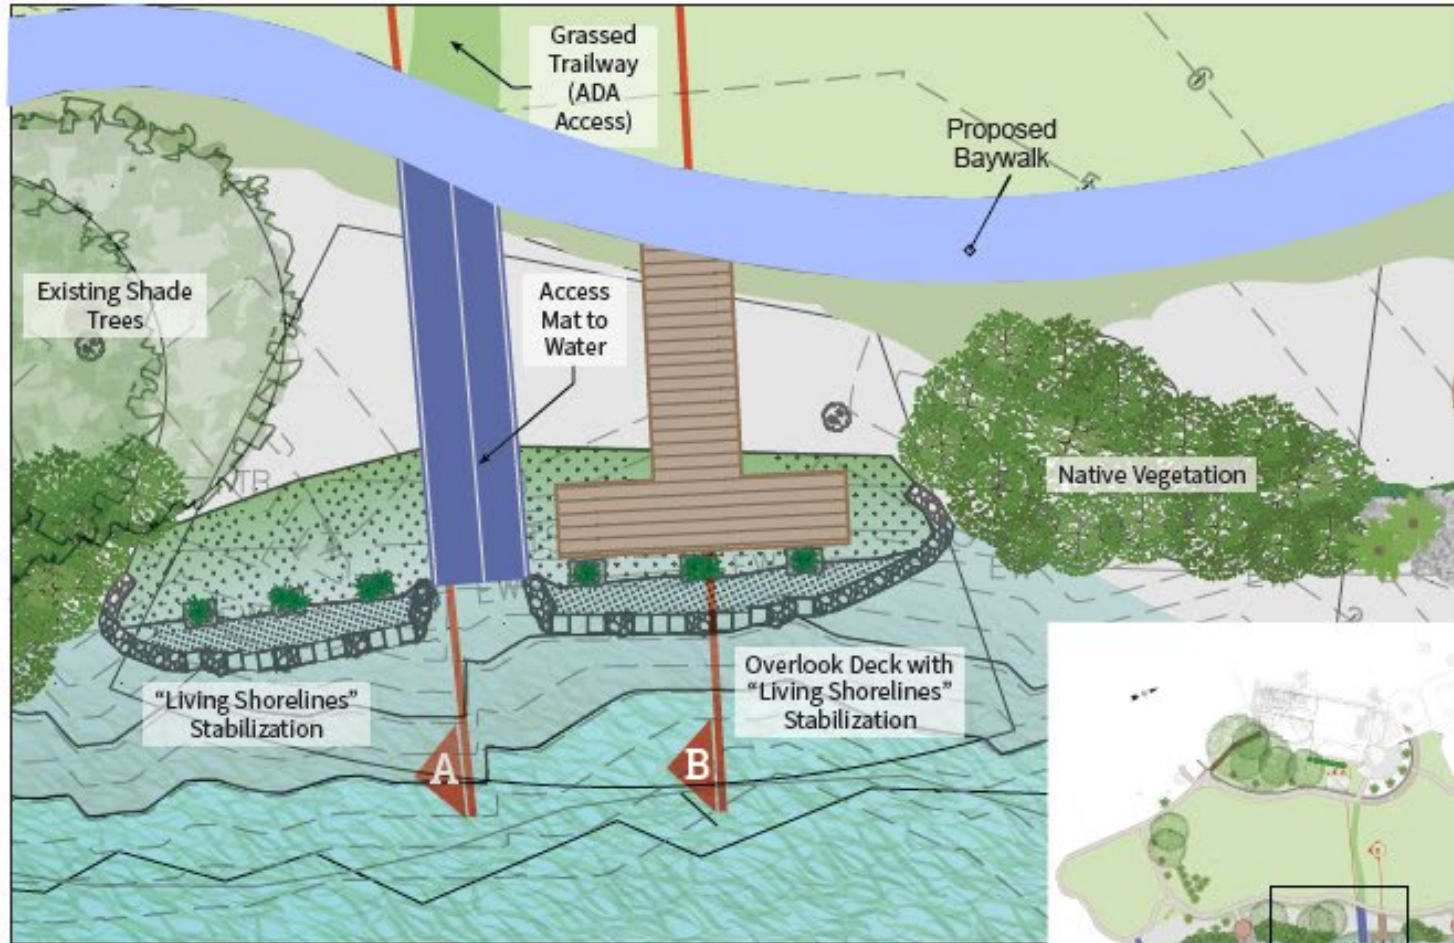 Grassed
Trailway
(ADA
Access)
Proposed
Baywalk
Existing Shade
Trees
Access
Mat to
Water
Native Vegetation
TB
"Living Shorelines"
Stabilization
Overlook Deck with
"Living Shorelines"
Stabilization
A
B